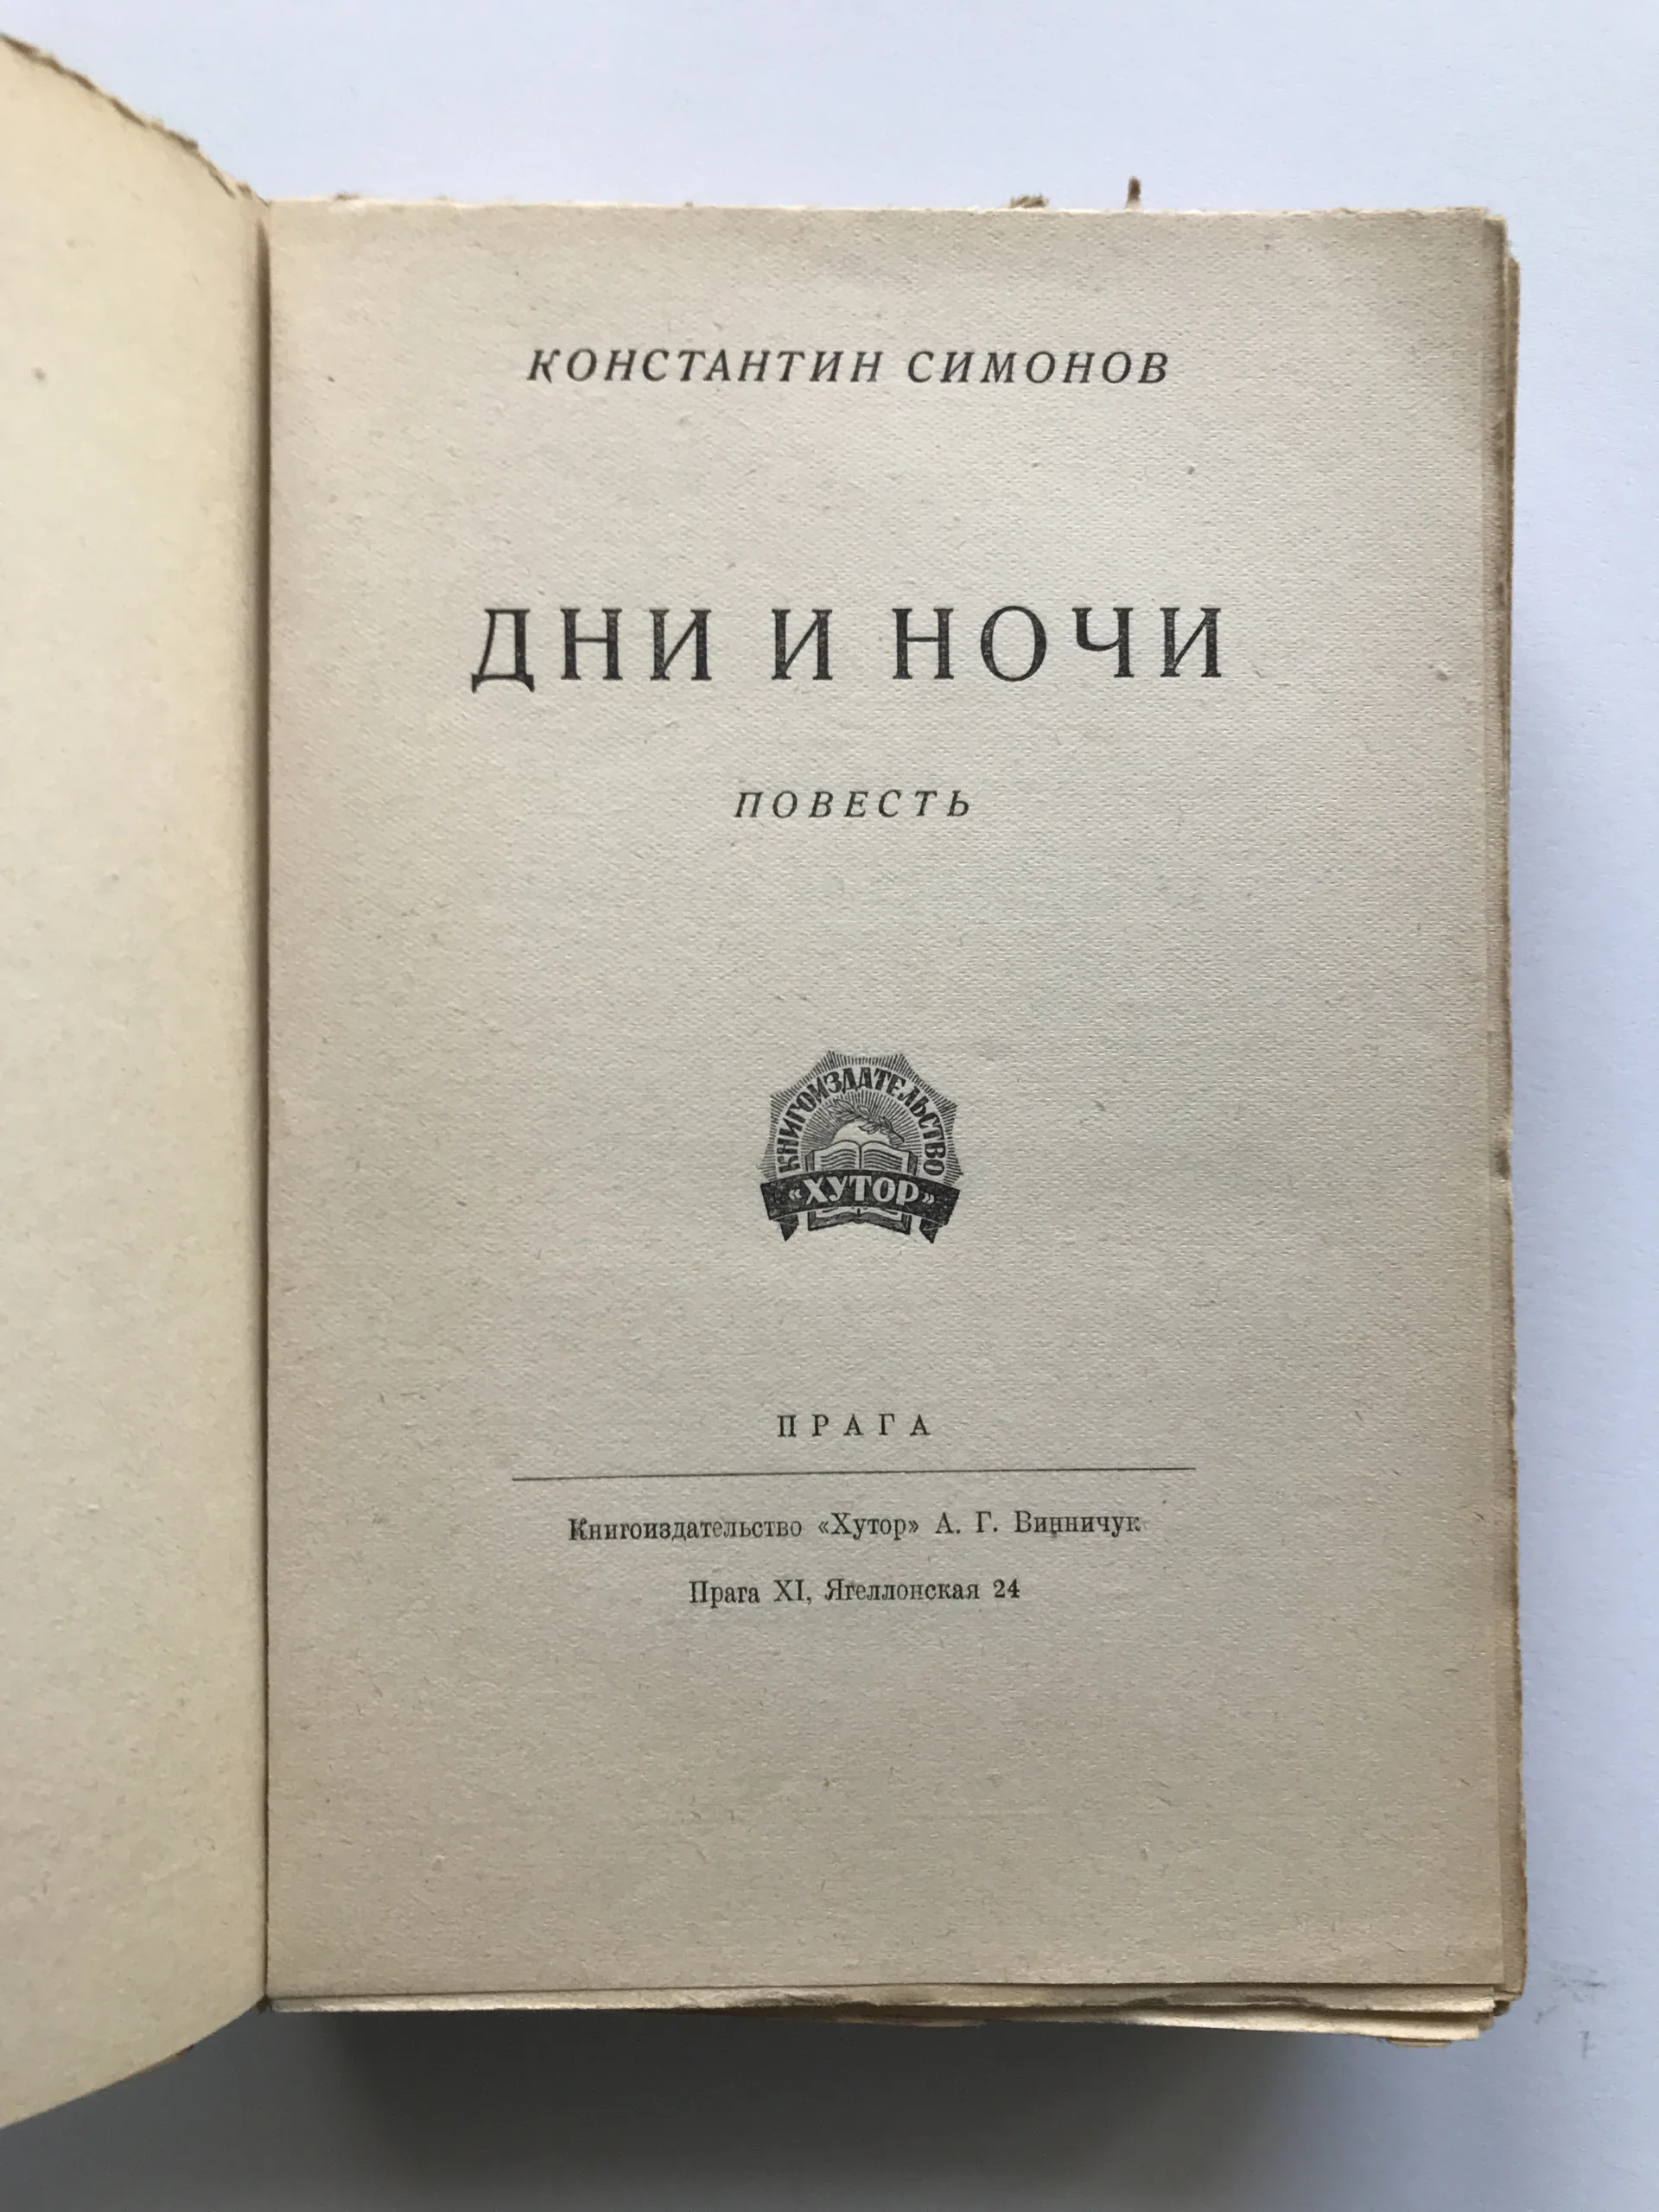 КОНСТАНТИН СИМОНОВ
ДНИ И НОЧИ
ПОВЕСТЬ
КНИГОИЗДАТЕЛЬСТВО
«ХУТОР»
ПРАГА
Книгоиздательство «Хутор» А. Г. Винничук
Прага XI, Ягеллонская 24